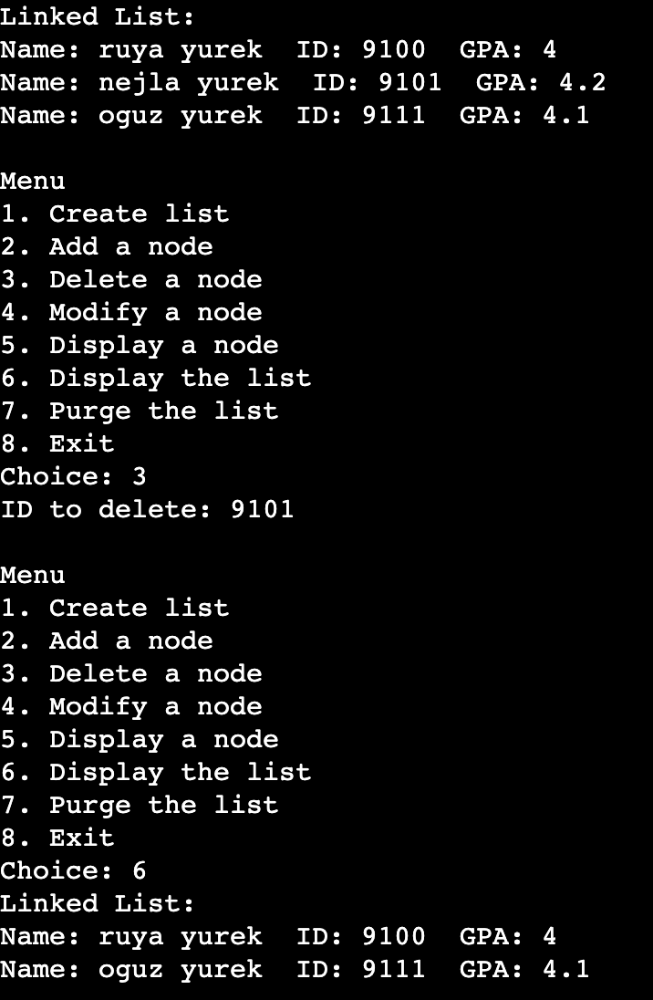 Linked List:
Name: ruya yurek  ID: 9100  GPA: 4
Name: nejla yurek  ID: 9101  GPA: 4.2
Name: oguz yurek  ID: 9111  GPA: 4.1
Menu
1. Create list
2. Add a node
3. Delete a node
4. Modify a node
5. Display a node
6. Display the list
7. Purge the list
8. Exit
Choice: 3
ID to delete: 9101
Menu
1. Create list
2. Add a node
3. Delete a node
4. Modify a node
5. Display a node
6. Display the list
7. Purge the list
8. Exit
Choice: 6
Linked List:
Name: ruya yurek  ID: 9100  GPA: 4
Name: oguz yurek  ID: 9111  GPA: 4.1